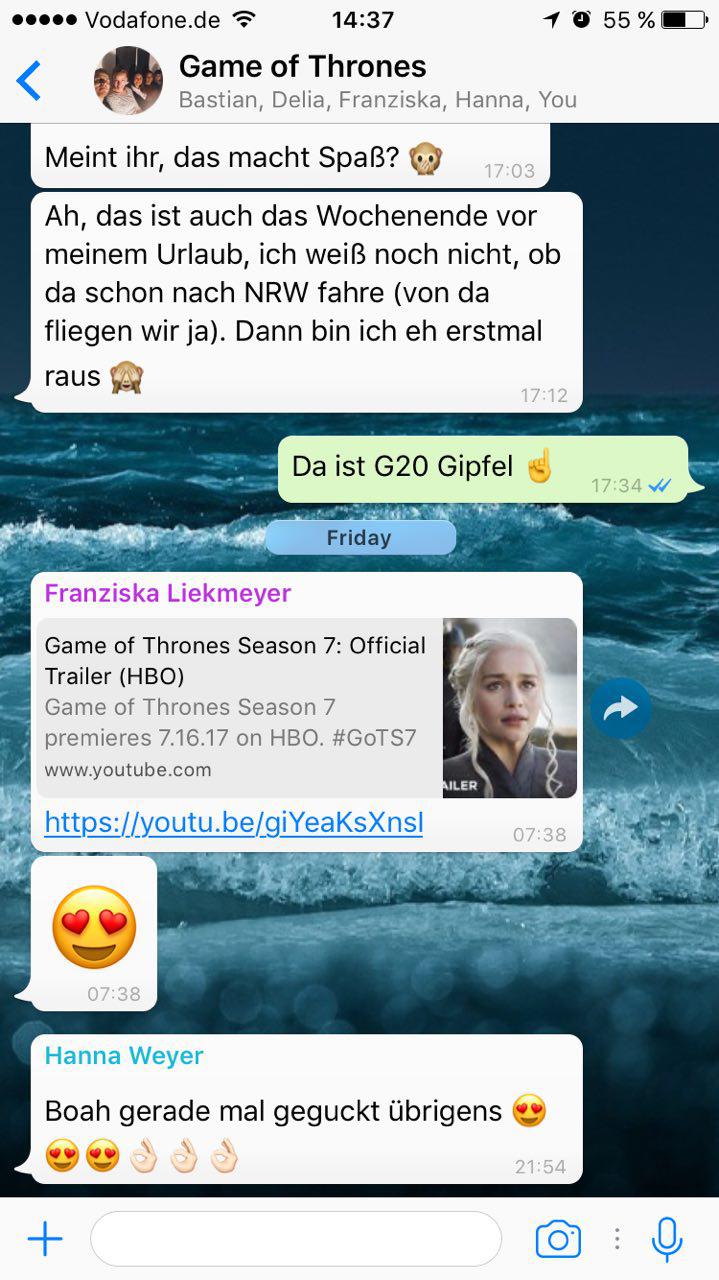 Vodafone.de 14:37 55 %
Game of Thrones
Bastian, Delia, Franziska, Hanna, You
Meint ihr, das macht Spaß? 🙊
17:03
Ah, das ist auch das Wochenende vor
meinem Urlaub, ich weiß noch nicht, ob
da schon nach NRW fahre (von da
fliegen wir ja). Dann bin ich eh erstmal
raus 🙈
17:12
Da ist G20 Gipfel ☝
17:34
Friday
Franziska Liekmeyer
Game of Thrones Season 7: Official
Trailer (HBO)
Game of Thrones Season 7
premieres 7.16.17 on HBO. #GoTS7
www.youtube.com
AILER
https://youtu.be/giYeaKsXnsI
07:38
😍
07:38
Hanna Weyer
Boah gerade mal geguckt übrigens 😍
😍😍👌🏻👌🏻👌🏻
21:54